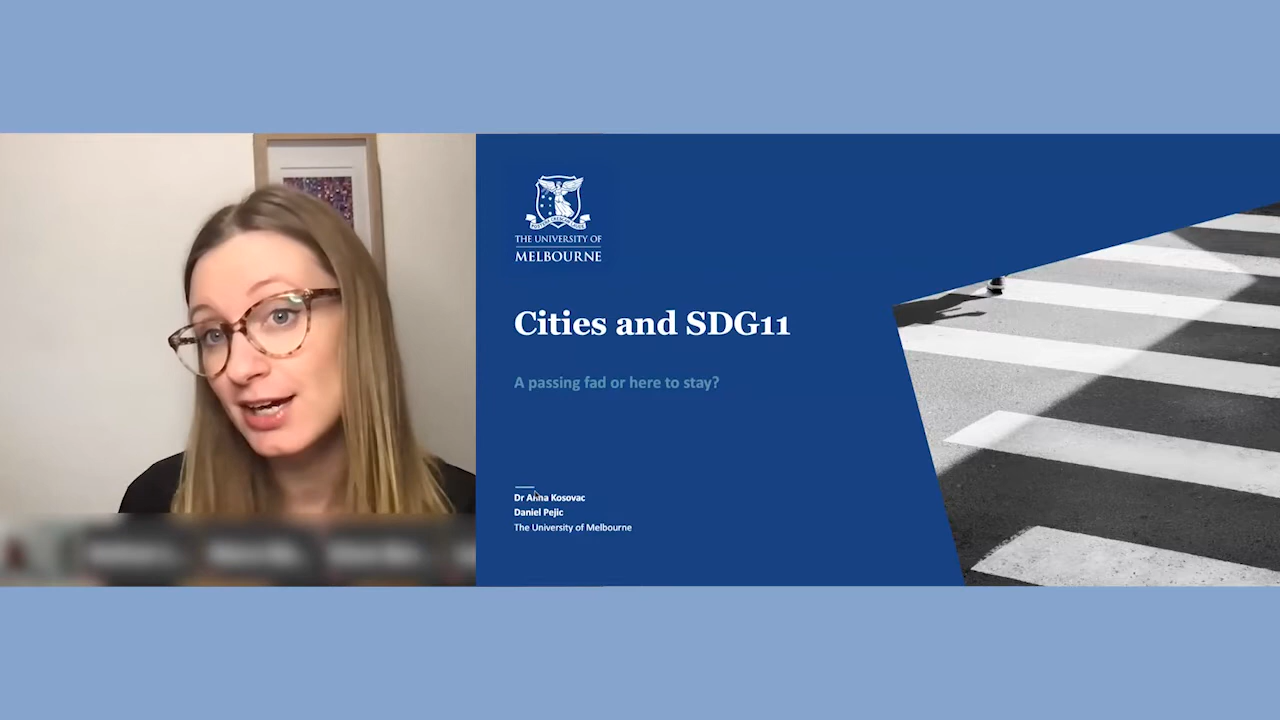 THE UNIVERSITY OF
MELBOURNE
Cities and SDG11
A passing fad or here to stay?
Dr Anna Kosovac
Daniel Pejic
The University of Melbourne